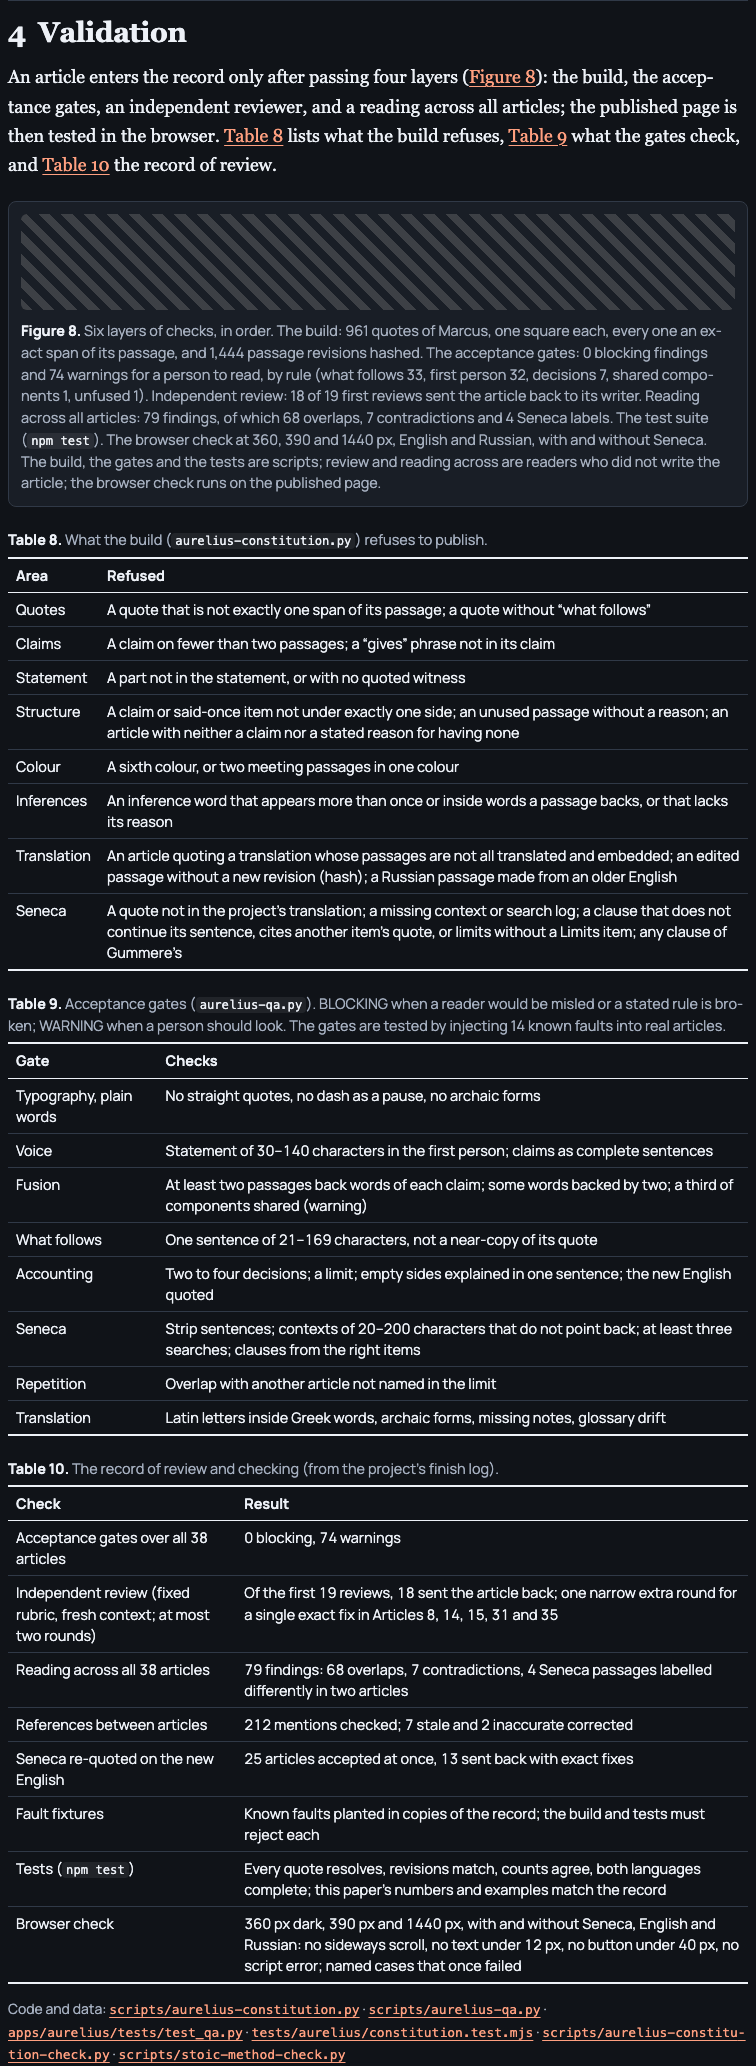 4 Validation
An article enters the record only after passing four layers (Figure 8): the build, the accep-
tance gates, an independent reviewer, and a reading across all articles; the published page is
then tested in the browser. Table 8 lists what the build refuses, Table 9 what the gates check,
and Table 10 the record of review.
Figure 8. Six layers of checks, in order. The build: 961 quotes of Marcus, one square each, every one an ex-
act span of its passage, and 1,444 passage revisions hashed. The acceptance gates: 0 blocking findings
and 74 warnings for a person to read, by rule (what follows 33, first person 32, decisions 7, shared compo-
nents 1, unfused 1). Independent review: 18 of 19 first reviews sent the article back to its writer. Reading
across all articles: 79 findings, of which 68 overlaps, 7 contradictions and 4 Seneca labels. The test suite
(npm test). The browser check at 360, 390 and 1440 px, English and Russian, with and without Seneca.
The build, the gates and the tests are scripts; review and reading across are readers who did not write the
article; the browser check runs on the published page.
Table 8. What the build (aurelius-constitution.py) refuses to publish.
Area Refused
Quotes A quote that is not exactly one span of its passage; a quote without “what follows”
Claims A claim on fewer than two passages; a “gives” phrase not in its claim
Statement A part not in the statement, or with no quoted witness
Structure A claim or said-once item not under exactly one side; an unused passage without a reason; an
article with neither a claim nor a stated reason for having none
Colour A sixth colour, or two meeting passages in one colour
Inferences An inference word that appears more than once or inside words a passage backs, or that lacks
its reason
Translation An article quoting a translation whose passages are not all translated and embedded; an edited
passage without a new revision (hash); a Russian passage made from an older English
Seneca A quote not in the project’s translation; a missing context or search log; a clause that does not
continue its sentence, cites another item’s quote, or limits without a Limits item; any clause of
Gummere’s
Table 9. Acceptance gates (aurelius-qa.py). BLOCKING when a reader would be misled or a stated rule is bro-
ken; WARNING when a person should look. The gates are tested by injecting 14 known faults into real articles.
Gate Checks
Typography, plain No straight quotes, no dash as a pause, no archaic forms
words
Voice Statement of 30–140 characters in the first person; claims as complete sentences
Fusion At least two passages back words of each claim; some words backed by two; a third of
components shared (warning)
What follows One sentence of 21–169 characters, not a near-copy of its quote
Accounting Two to four decisions; a limit; empty sides explained in one sentence; the new English
quoted
Seneca Strip sentences; contexts of 20–200 characters that do not point back; at least three
searches; clauses from the right items
Repetition Overlap with another article not named in the limit
Translation Latin letters inside Greek words, archaic forms, missing notes, glossary drift
Table 10. The record of review and checking (from the project’s finish log).
Check Result
Acceptance gates over all 38 0 blocking, 74 warnings
articles
Independent review (fixed Of the first 19 reviews, 18 sent the article back; one narrow extra round for
rubric, fresh context; at most a single exact fix in Articles 8, 14, 15, 31 and 35
two rounds)
Reading across all 38 articles 79 findings: 68 overlaps, 7 contradictions, 4 Seneca passages labelled
differently in two articles
References between articles 212 mentions checked; 7 stale and 2 inaccurate corrected
Seneca re-quoted on the new 25 articles accepted at once, 13 sent back with exact fixes
English
Fault fixtures Known faults planted in copies of the record; the build and tests must
reject each
Tests (npm test) Every quote resolves, revisions match, counts agree, both languages
complete; this paper’s numbers and examples match the record
Browser check 360 px dark, 390 px and 1440 px, with and without Seneca, English and
Russian: no sideways scroll, no text under 12 px, no button under 40 px, no
script error; named cases that once failed
Code and data: scripts/aurelius-constitution.py · scripts/aurelius-qa.py ·
apps/aurelius/tests/test_qa.py · tests/aurelius/constitution.test.mjs · scripts/aurelius-constitu-
tion-check.py · scripts/stoic-method-check.py